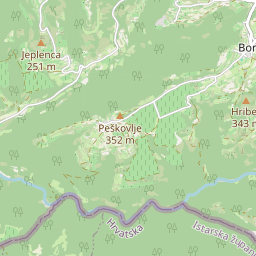 Jeplenca
251 m
Bor
Hribe
343 m
Peškovlje
352 m
Hrvatska
Istarska župan